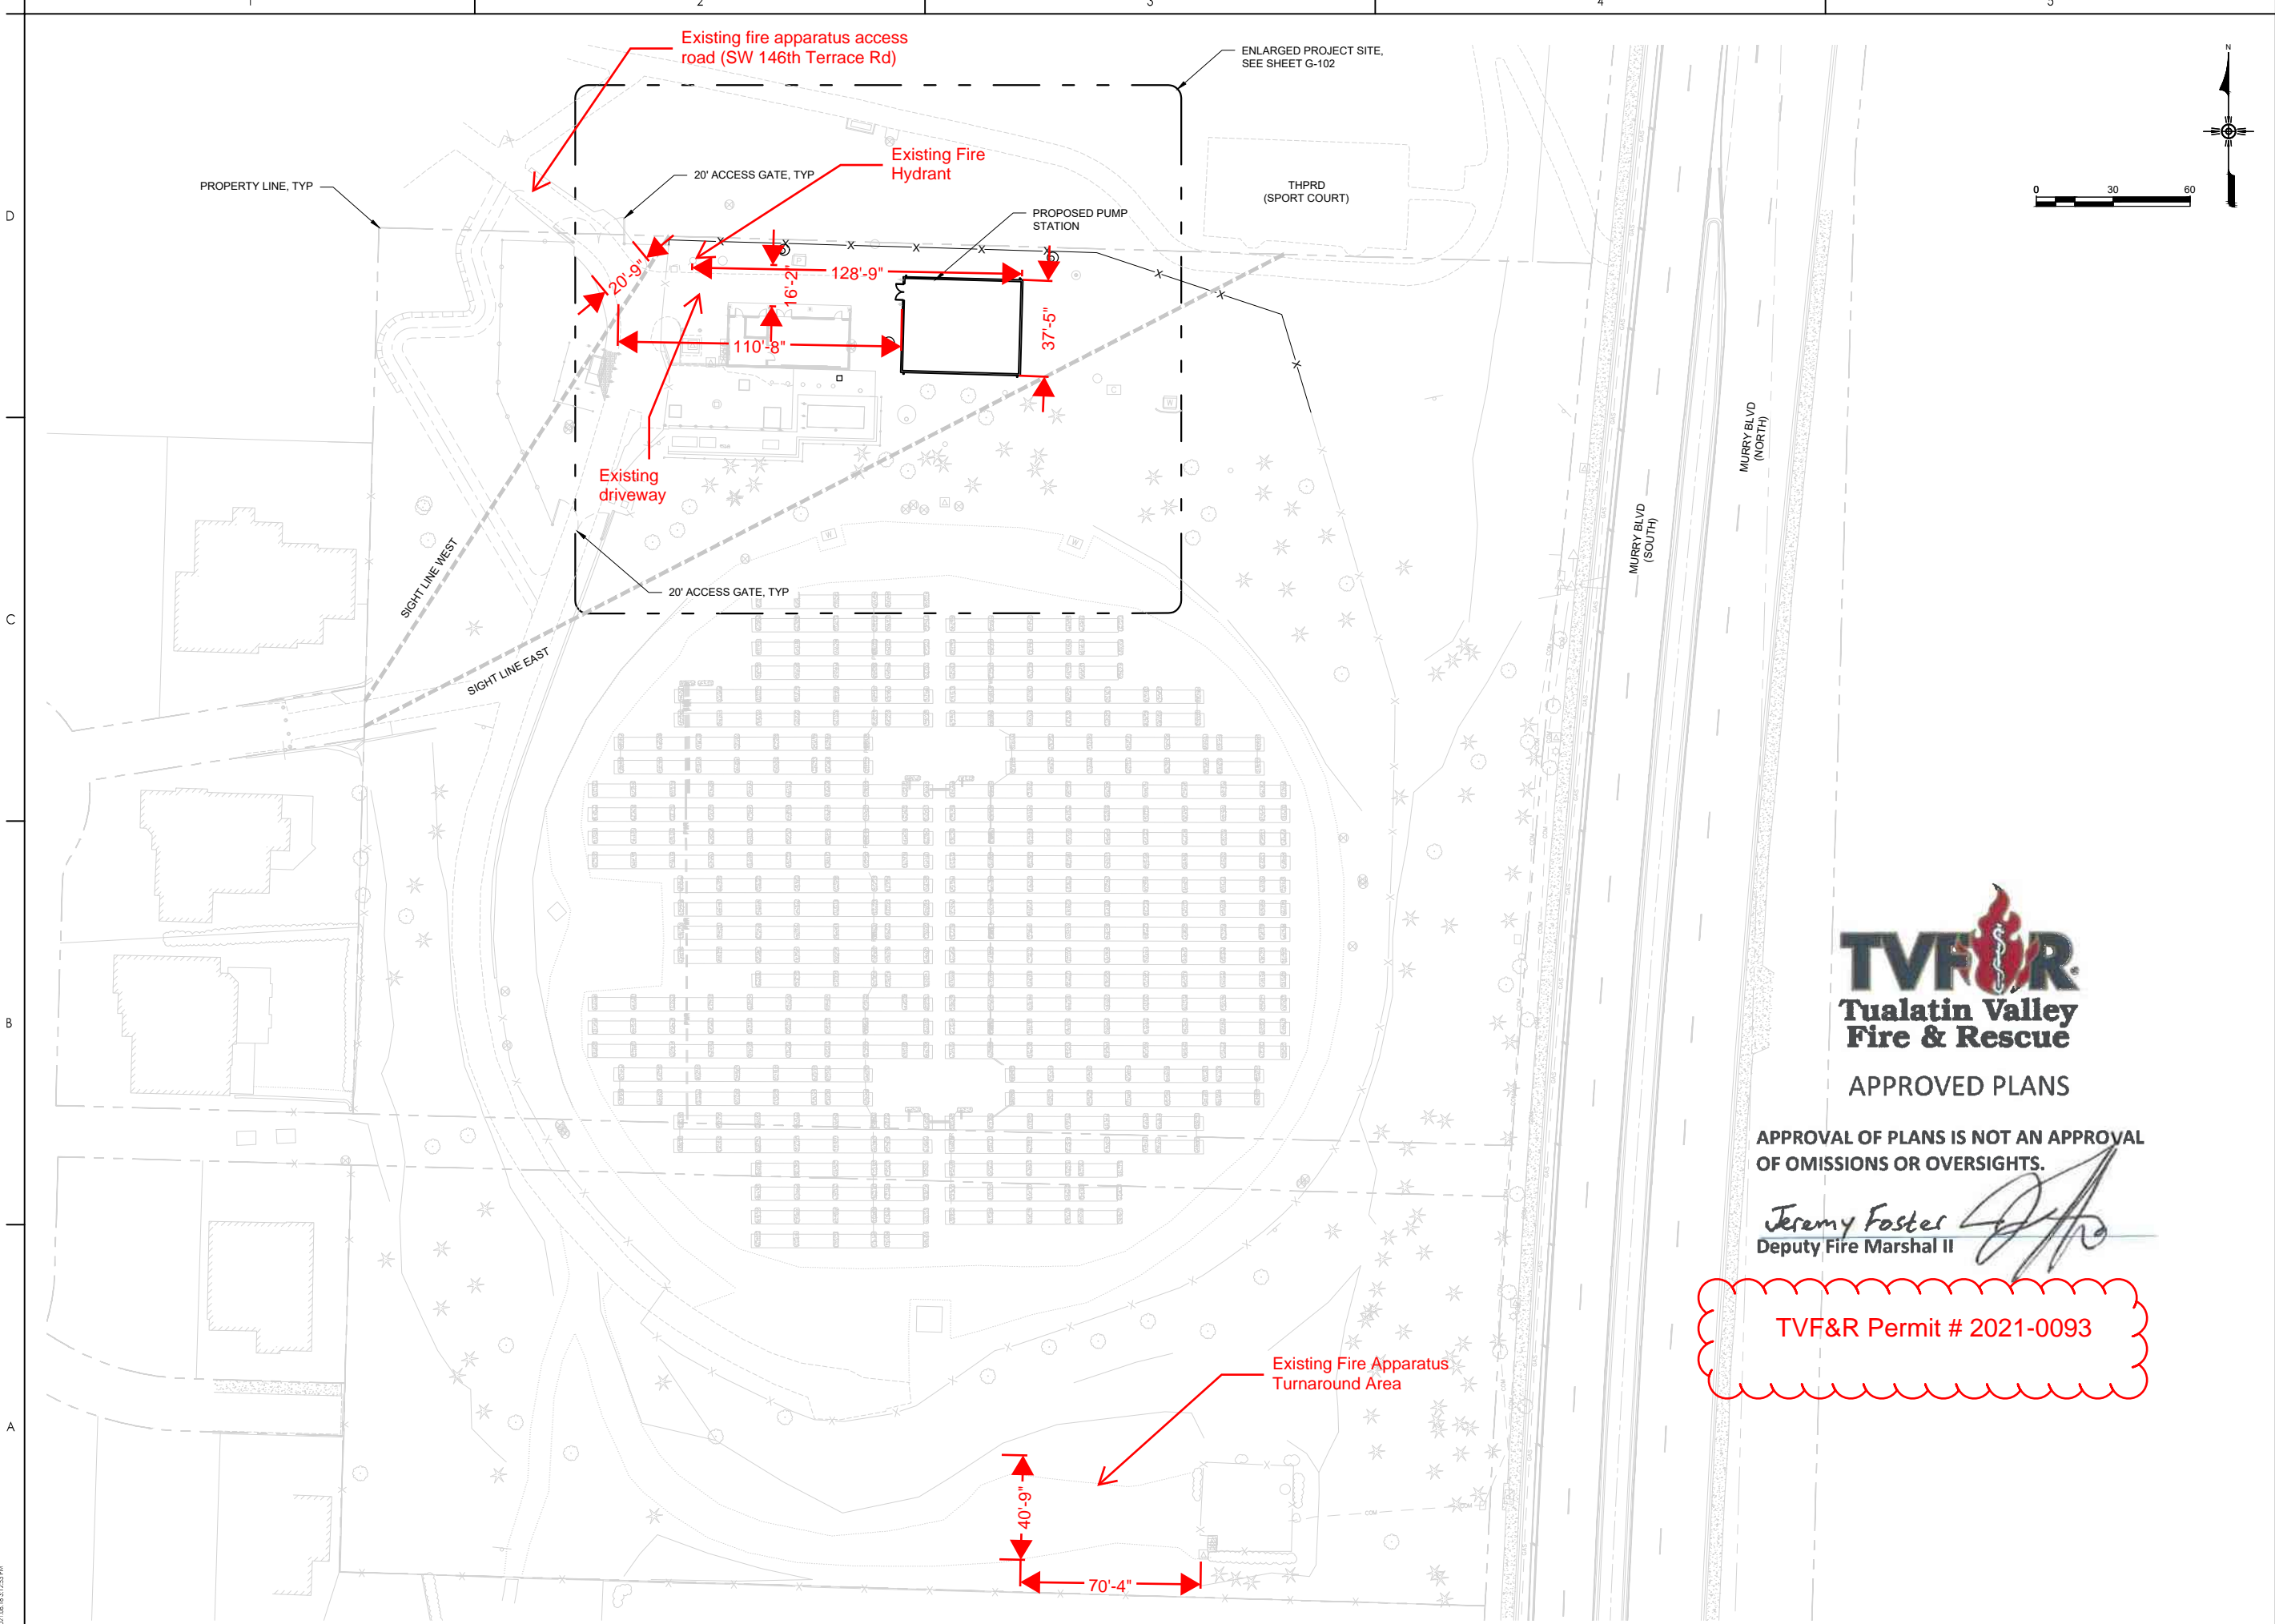 1
2
3
4
5
Existing fire apparatus access
road (SW 146th Terrace Rd)
ENLARGED PROJECT SITE,
SEE SHEET G-102
N
Existing Fire
Hydrant
20' ACCESS GATE, TYP
PROPERTY LINE, TYP
THPRD
(SPORT COURT)
0
30
60
D
PROPOSED PUMP
STATION
20'-9"
128'-9"
16'-2"
37'-5"
110'-8"
C
W
Existing
driveway
MURRY BLVD
(NORTH)
MURRY BLVD
(SOUTH)
W
W
SIGHT LINE WEST
20' ACCESS GATE, TYP
C
SIGHT LINE EAST
GAS
COM
TVF&R
Tualatin Valley
Fire & Rescue
B
APPROVED PLANS
APPROVAL OF PLANS IS NOT AN APPROVAL
OF OMISSIONS OR OVERSIGHTS.
Jeremy Foster
Deputy Fire Marshal II
TVF&R Permit # 2021-0093
Existing Fire Apparatus
Turnaround Area
A
40'-9"
COM
70'-4"